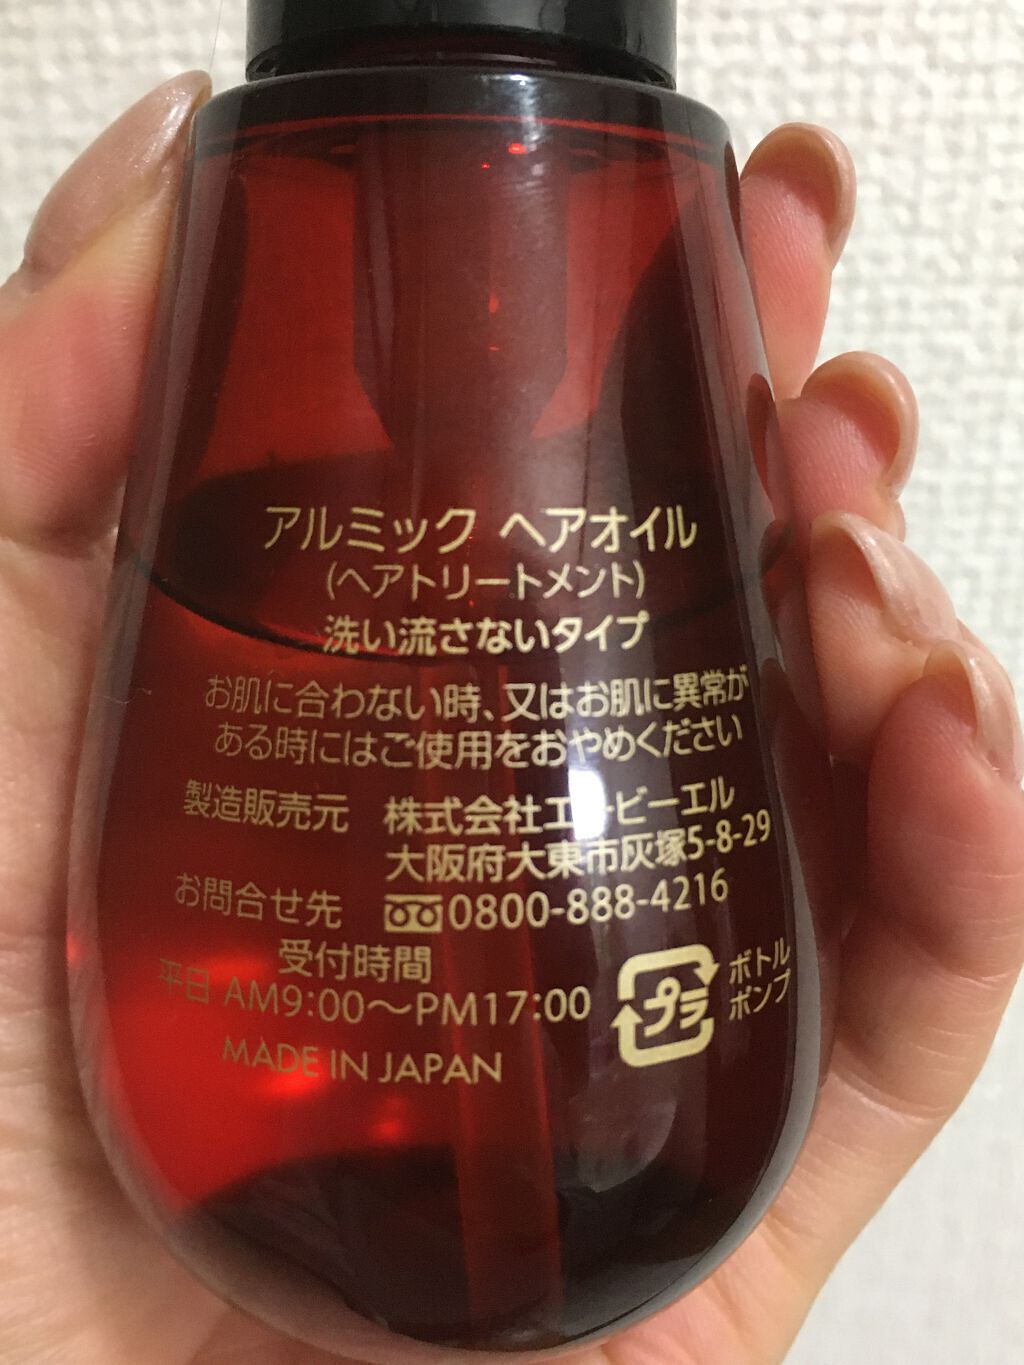 アルミック ヘアオイル
(ヘアトリートメント)
洗い流さないタイプ
お肌に合わない時、又はお肌に異常が
ある時にはご使用をおやめください
製造販売元 株式会社エービーエル
大阪府大東市灰塚5-8-29
お問合せ先 0800-888-4216
受付時間
平日 AM9:00～PM17:00
MADE IN JAPAN
プラ ボトル
ポンプ